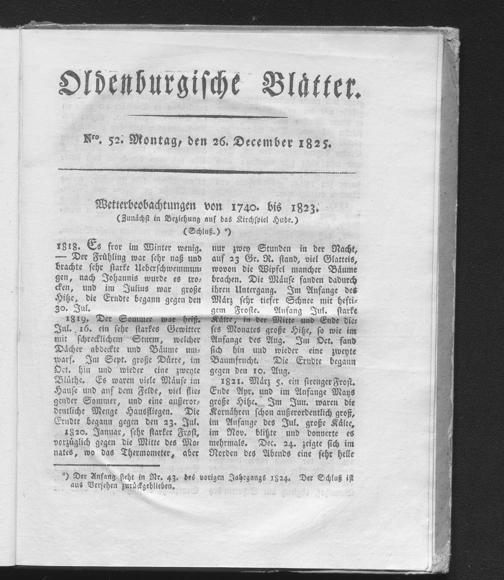 Oldenburgische Blätter.
Nro. 52. Montag, den 26. December 1825.
Wetterbeobachtungen von 1740. bis 1823.
(Zunächst in Beziehung auf das Kirchspiel Hude.)
(Schluß.) *)
1818. Es fror im Winter wenig.
— Der Frühling war sehr naß und
brachte sehr starke Ueberschwemmun-
gen, nach Johannis wurde es tro-
cken, und im Julius war große
Hitze, die Erndte begann gegen den
30. Jul.
1819. Der Sommer war heiß,
Jul. 16. ein sehr starkes Gewitter
mit schrecklichem Sturm, welcher
Dächer abdeckte und Bäume um-
warf. Im Sept. große Dürre, im
Oct. hin und wieder eine zweyte
Blüthe. Es waren viele Mäuse im
Hause und auf dem Felde, viel flie-
gender Sommer, und eine außeror-
dentliche Menge Hausfliegen. Die
Erndte begann gegen den 23. Jul.
1820. Januar, sehr starker Frost,
vorzüglich gegen die Mitte des Mo-
nates, wo das Thermometer, aber
nur zwey Stunden in der Nacht,
auf 23 Gr. R. stand, viel Glatteis,
wovon die Wipfel mancher Bäume
brachen. Die Mäuse fanden dadurch
ihren Untergang. Im Anfange des
März sehr tiefer Schnee mit hefti-
gem Froste. Anfang Jul. starke
Kälte, in der Mitte und Ende die-
ses Monates große Hitze, so wie im
Anfange des Aug. Im Oct. fand
sich hin und wieder eine zweyte
Baumfrucht. Die Erndte begann
gegen den 10. Aug.
1821. März 5. ein strenger Frost.
Ende Apr. und im Anfange Mays
große Hitze. Im Jun. waren die
Kornähren schon außerordentlich groß,
im Anfange des Jul. große Kälte,
im Nov. blitzte und donnerte es
mehrmale. Dec. 24. zeigte sich im
Norden des Abends eine sehr helle
*) Der Anfang steht in Nr. 43. des vorigen Jahrgangs 1824. Der Schluß ist
aus Versehen zurückgeblieben.